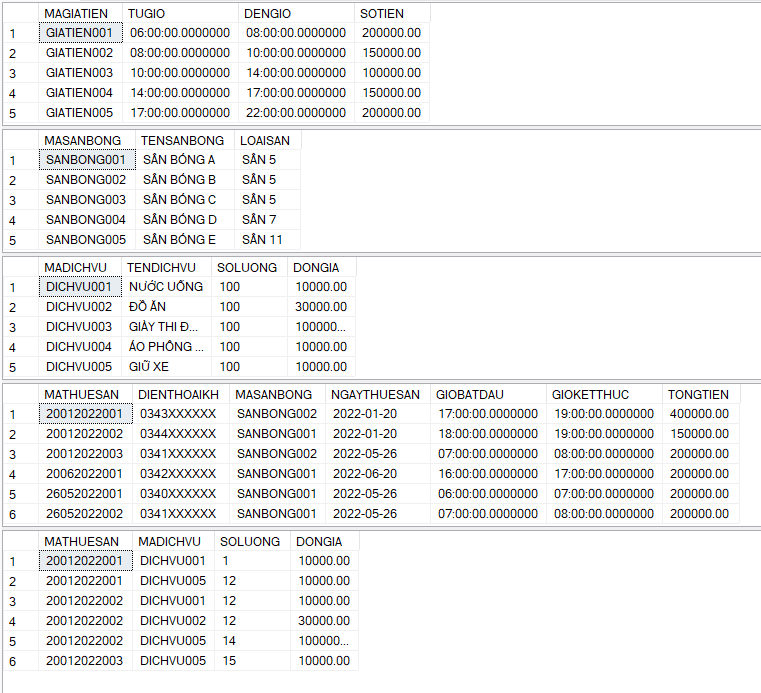 MAGIATIEN TUGIO DENGIO SOTIEN
1 GIATIEN001 06:00:00.0000000 08:00:00.0000000 200000.00
2 GIATIEN002 08:00:00.0000000 10:00:00.0000000 150000.00
3 GIATIEN003 10:00:00.0000000 14:00:00.0000000 100000.00
4 GIATIEN004 14:00:00.0000000 17:00:00.0000000 150000.00
5 GIATIEN005 17:00:00.0000000 22:00:00.0000000 200000.00
MASANBONG TENSANBONG LOAISAN
1 SANBONG001 SÂN BÓNG A SÂN 5
2 SANBONG002 SÂN BÓNG B SÂN 5
3 SANBONG003 SÂN BÓNG C SÂN 5
4 SANBONG004 SÂN BÓNG D SÂN 7
5 SANBONG005 SÂN BÓNG E SÂN 11
MADICHVU TENDICHVU SOLUONG DONGIA
1 DICHVU001 NƯỚC UỐNG 100 10000.00
2 DICHVU002 ĐỒ ĂN 100 30000.00
3 DICHVU003 GIÀY THI Đ... 100 100000...
4 DICHVU004 ÁO PHÔNG ... 100 10000.00
5 DICHVU005 GIỮ XE 100 10000.00
MATHUESAN DIENTHOAIKH MASANBONG NGAYTHUESAN GIOBATDAU GIOKETTHUC TONGTIEN
1 20012022001 0343XXXXXX SANBONG002 2022-01-20 17:00:00.0000000 19:00:00.0000000 400000.00
2 20012022002 0344XXXXXX SANBONG001 2022-01-20 18:00:00.0000000 19:00:00.0000000 150000.00
3 20012022003 0341XXXXXX SANBONG002 2022-05-26 07:00:00.0000000 08:00:00.0000000 200000.00
4 20062022001 0342XXXXXX SANBONG001 2022-06-20 16:00:00.0000000 17:00:00.0000000 200000.00
5 26052022001 0340XXXXXX SANBONG001 2022-05-26 06:00:00.0000000 07:00:00.0000000 200000.00
6 26052022002 0341XXXXXX SANBONG001 2022-05-26 07:00:00.0000000 08:00:00.0000000 200000.00
MATHUESAN MADICHVU SOLUONG DONGIA
1 20012022001 DICHVU001 1 10000.00
2 20012022001 DICHVU005 12 10000.00
3 20012022002 DICHVU001 12 10000.00
4 20012022002 DICHVU002 12 30000.00
5 20012022002 DICHVU005 14 100000...
6 20012022003 DICHVU005 15 10000.00